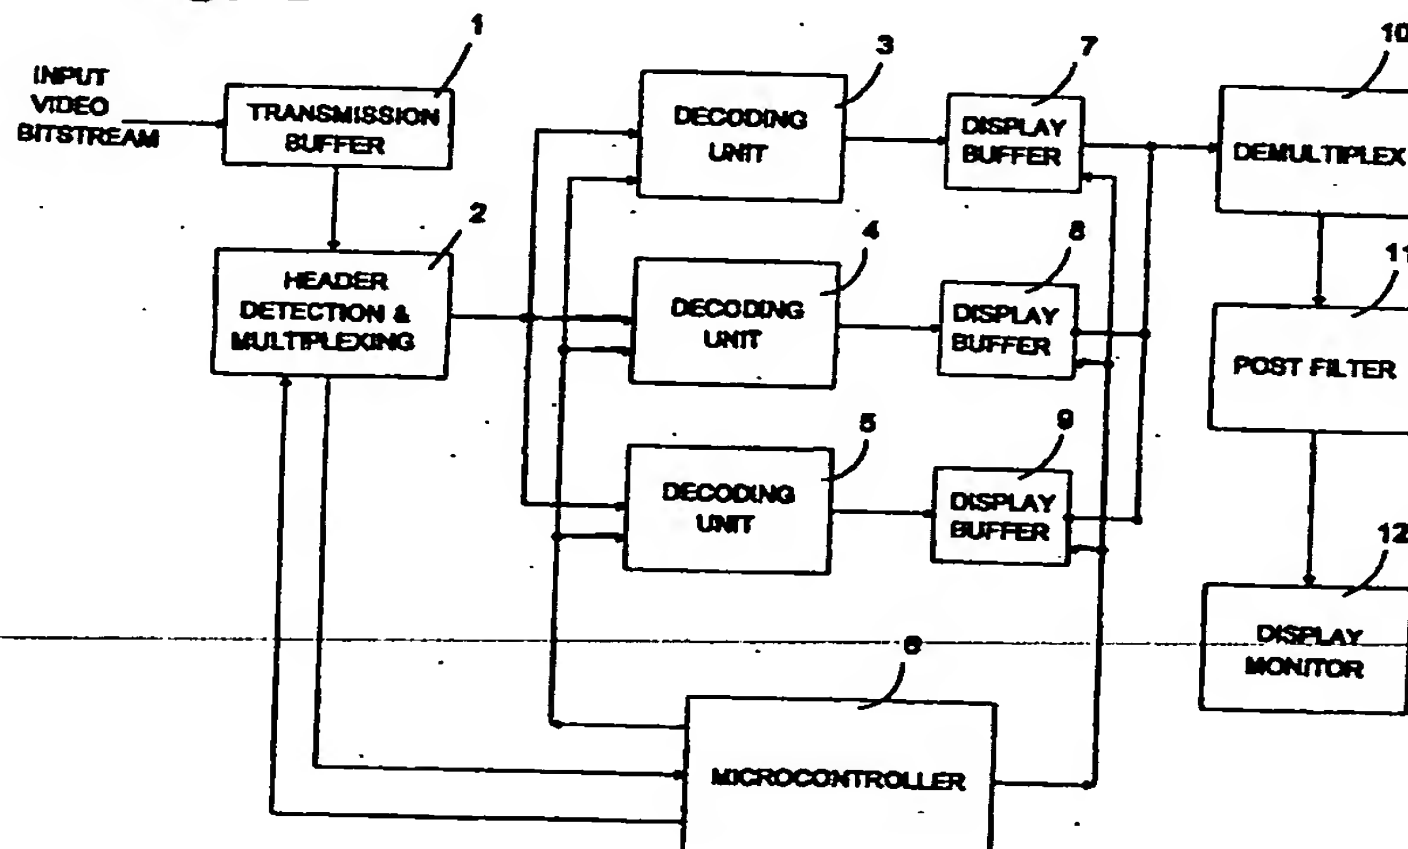 1
INPUT
VIDEO
BITSTREAM
TRANSMISSION
BUFFER
2
HEADER
DETECTION &
MULTIPLEXING
3
DECODING
UNIT
4
DECODING
UNIT
5
DECODING
UNIT
6
MICROCONTROLLER
7
DISPLAY
BUFFER
8
DISPLAY
BUFFER
9
DISPLAY
BUFFER
10
DEMULTIPLEX
11
POST FILTER
12
DISPLAY
MONITOR